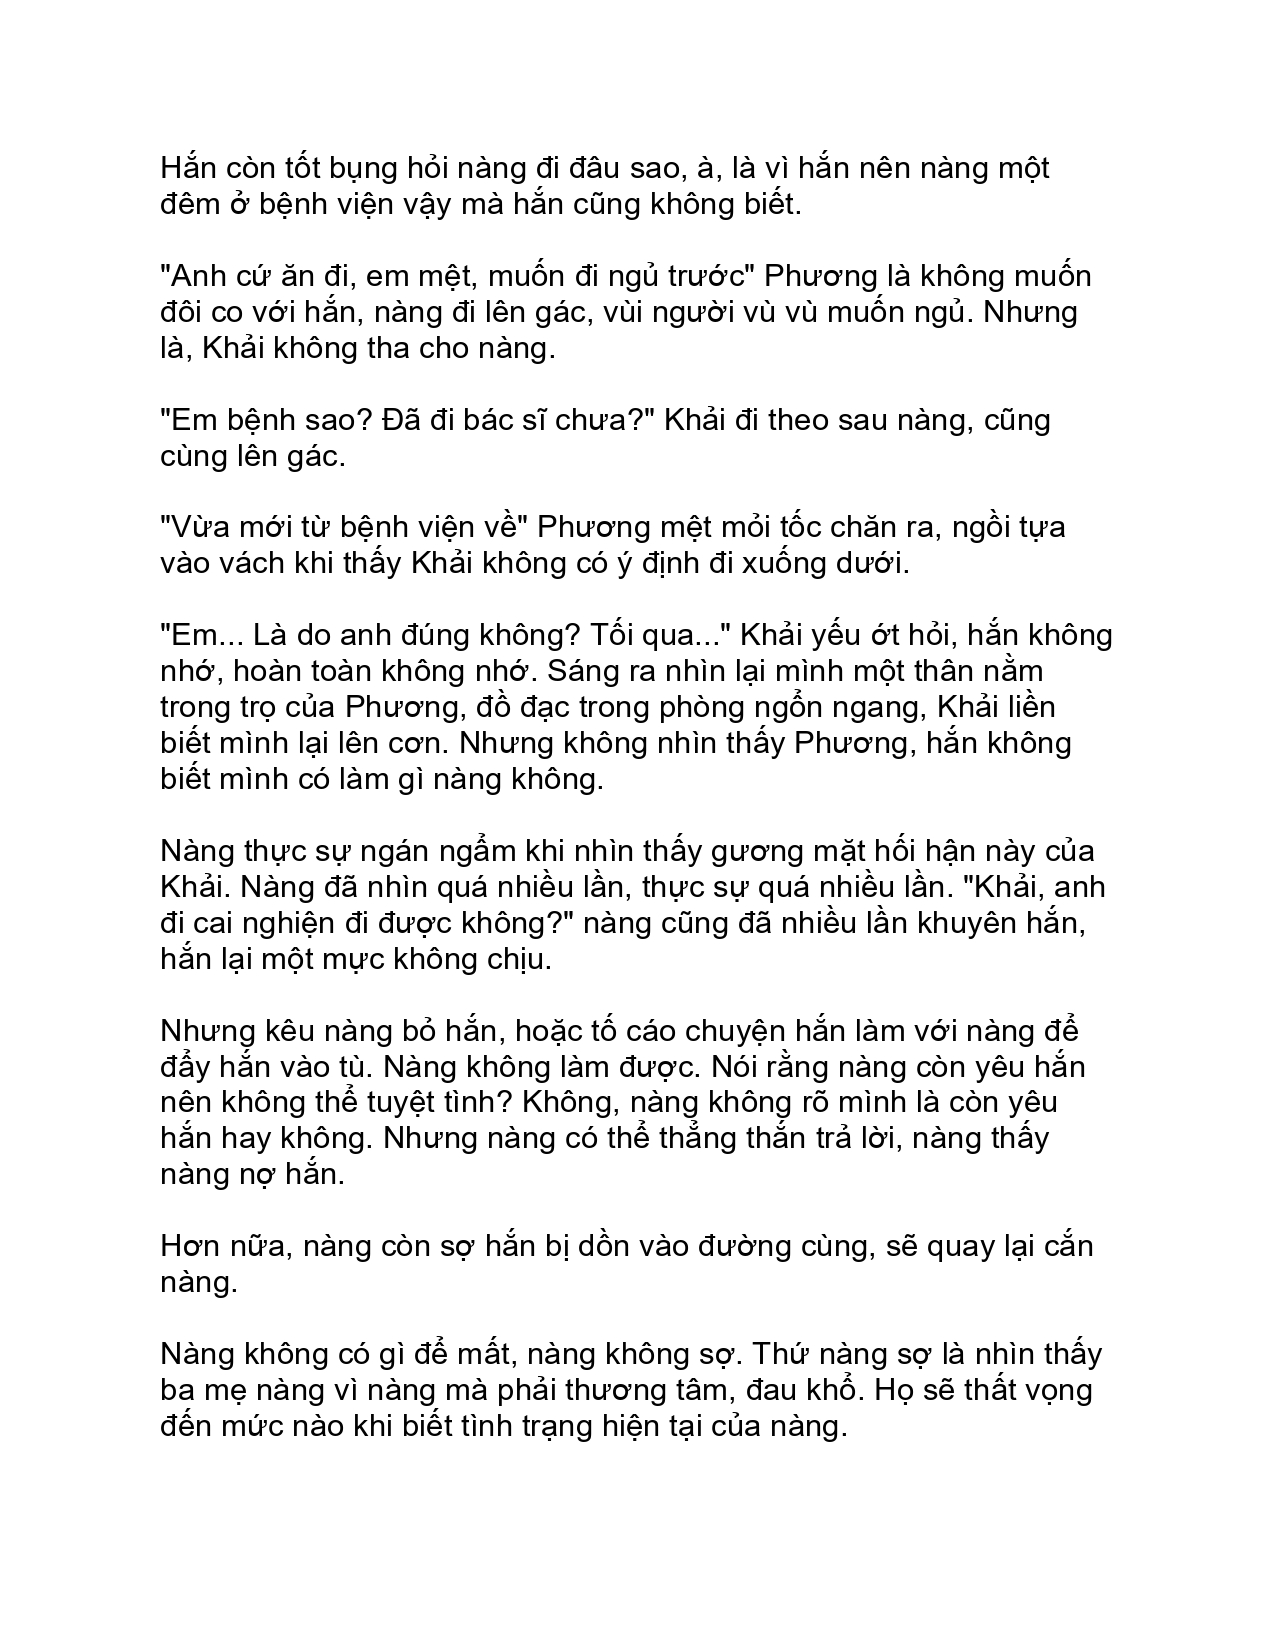 Hắn còn tốt bụng hỏi nàng đi đâu sao, à, là vì hắn nên nàng một
đêm ở bệnh viện vậy mà hắn cũng không biết.
"Anh cứ ăn đi, em mệt, muốn đi ngủ trước" Phương là không muốn
đôi co với hắn, nàng đi lên gác, vùi người vù vù muốn ngủ. Nhưng
là, Khải không tha cho nàng.
"Em bệnh sao? Đã đi bác sĩ chưa?" Khải đi theo sau nàng, cũng
cùng lên gác.
"Vừa mới từ bệnh viện về" Phương mệt mỏi tốc chăn ra, ngồi tựa
vào vách khi thấy Khải không có ý định đi xuống dưới.
"Em... Là do anh đúng không? Tối qua..." Khải yếu ớt hỏi, hắn không
nhớ, hoàn toàn không nhớ. Sáng ra nhìn lại mình một thân nằm
trong trọ của Phương, đồ đạc trong phòng ngổn ngang, Khải liền
biết mình lại lên cơn. Nhưng không nhìn thấy Phương, hắn không
biết mình có làm gì nàng không.
Nàng thực sự ngán ngẩm khi nhìn thấy gương mặt hối hận này của
Khải. Nàng đã nhìn quá nhiều lần, thực sự quá nhiều lần. "Khải, anh
đi cai nghiện đi được không?" nàng cũng đã nhiều lần khuyên hắn,
hắn lại một mực không chịu.
Nhưng kêu nàng bỏ hắn, hoặc tố cáo chuyện hắn làm với nàng để
đẩy hắn vào tù. Nàng không làm được. Nói rằng nàng còn yêu hắn
nên không thể tuyệt tình? Không, nàng không rõ mình là còn yêu
hắn hay không. Nhưng nàng có thể thẳng thắn trả lời, nàng thấy
nàng nợ hắn.
Hơn nữa, nàng còn sợ hắn bị dồn vào đường cùng, sẽ quay lại cắn
nàng.
Nàng không có gì để mất, nàng không sợ. Thứ nàng sợ là nhìn thấy
ba mẹ nàng vì nàng mà phải thương tâm, đau khổ. Họ sẽ thất vọng
đến mức nào khi biết tình trạng hiện tại của nàng.